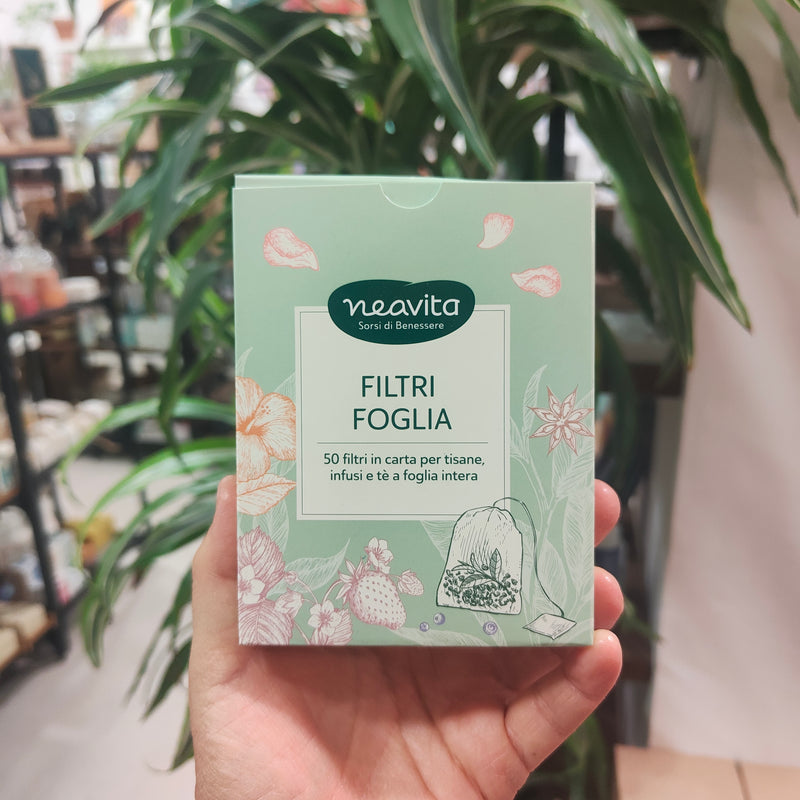 neavita
Sorsi di Benessere
FILTRI
FOGLIA
50 filtri in carta per tisane,
infusi e tè a foglia intera